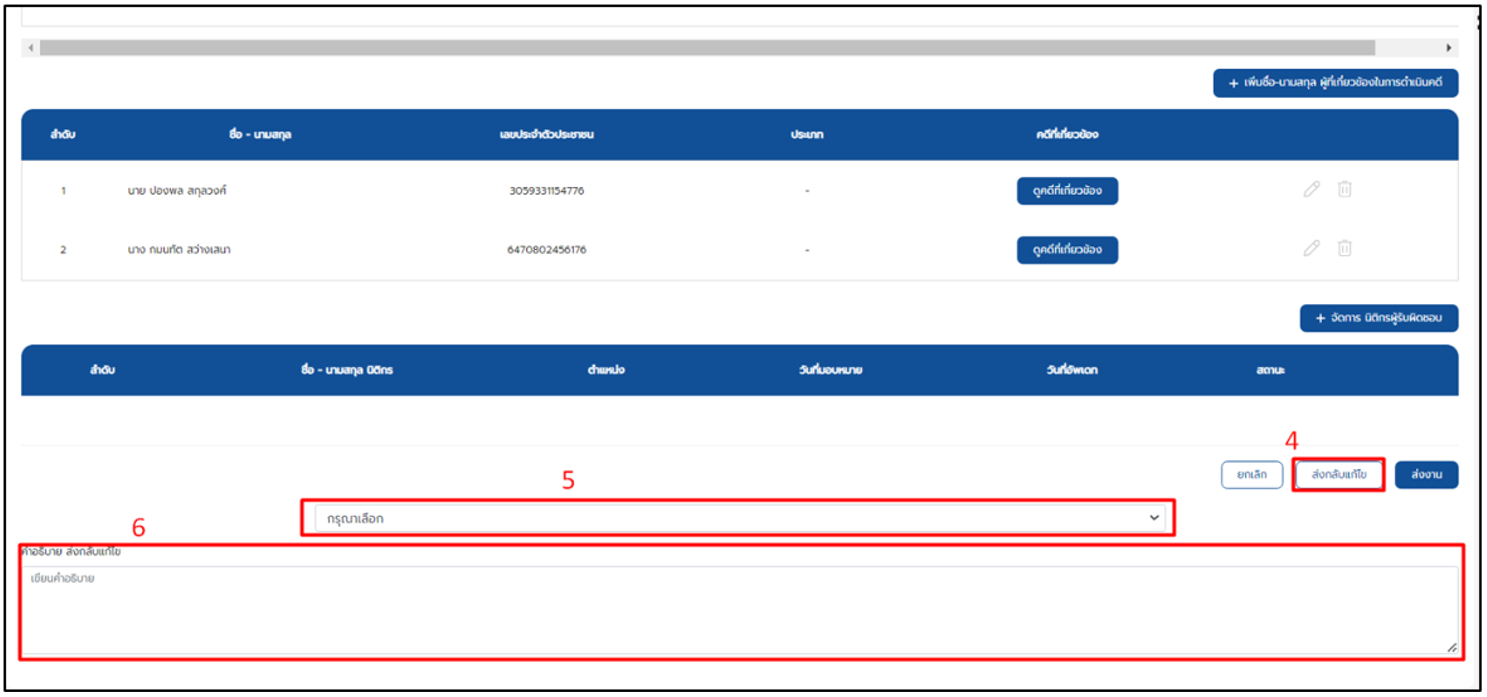 + เพิ่มชื่อ-นามสกุล ผู้ที่เกี่ยวข้องในการดำเนินคดี
ลำดับ ชื่อ - นามสกุล เลขประจำตัวประชาชน ประเภท คดีที่เกี่ยวข้อง
1 นาย ปองพล สกุลวงศ์ 3059331154776 - ดูคดีที่เกี่ยวข้อง
2 นาง กมนทัต สว่างเสนา 6470802456176 - ดูคดีที่เกี่ยวข้อง
+ จัดการ นิติกรผู้รับผิดชอบ
ลำดับ ชื่อ - นามสกุล นิติกร ตำแหน่ง วันที่มอบหมาย วันที่อัพเดท สถานะ
4
ยกเลิก ส่งกลับแก้ไข ส่งงาน
5
กรุณาเลือก
6
คำอธิบาย ส่งกลับแก้ไข
เขียนคำอธิบาย